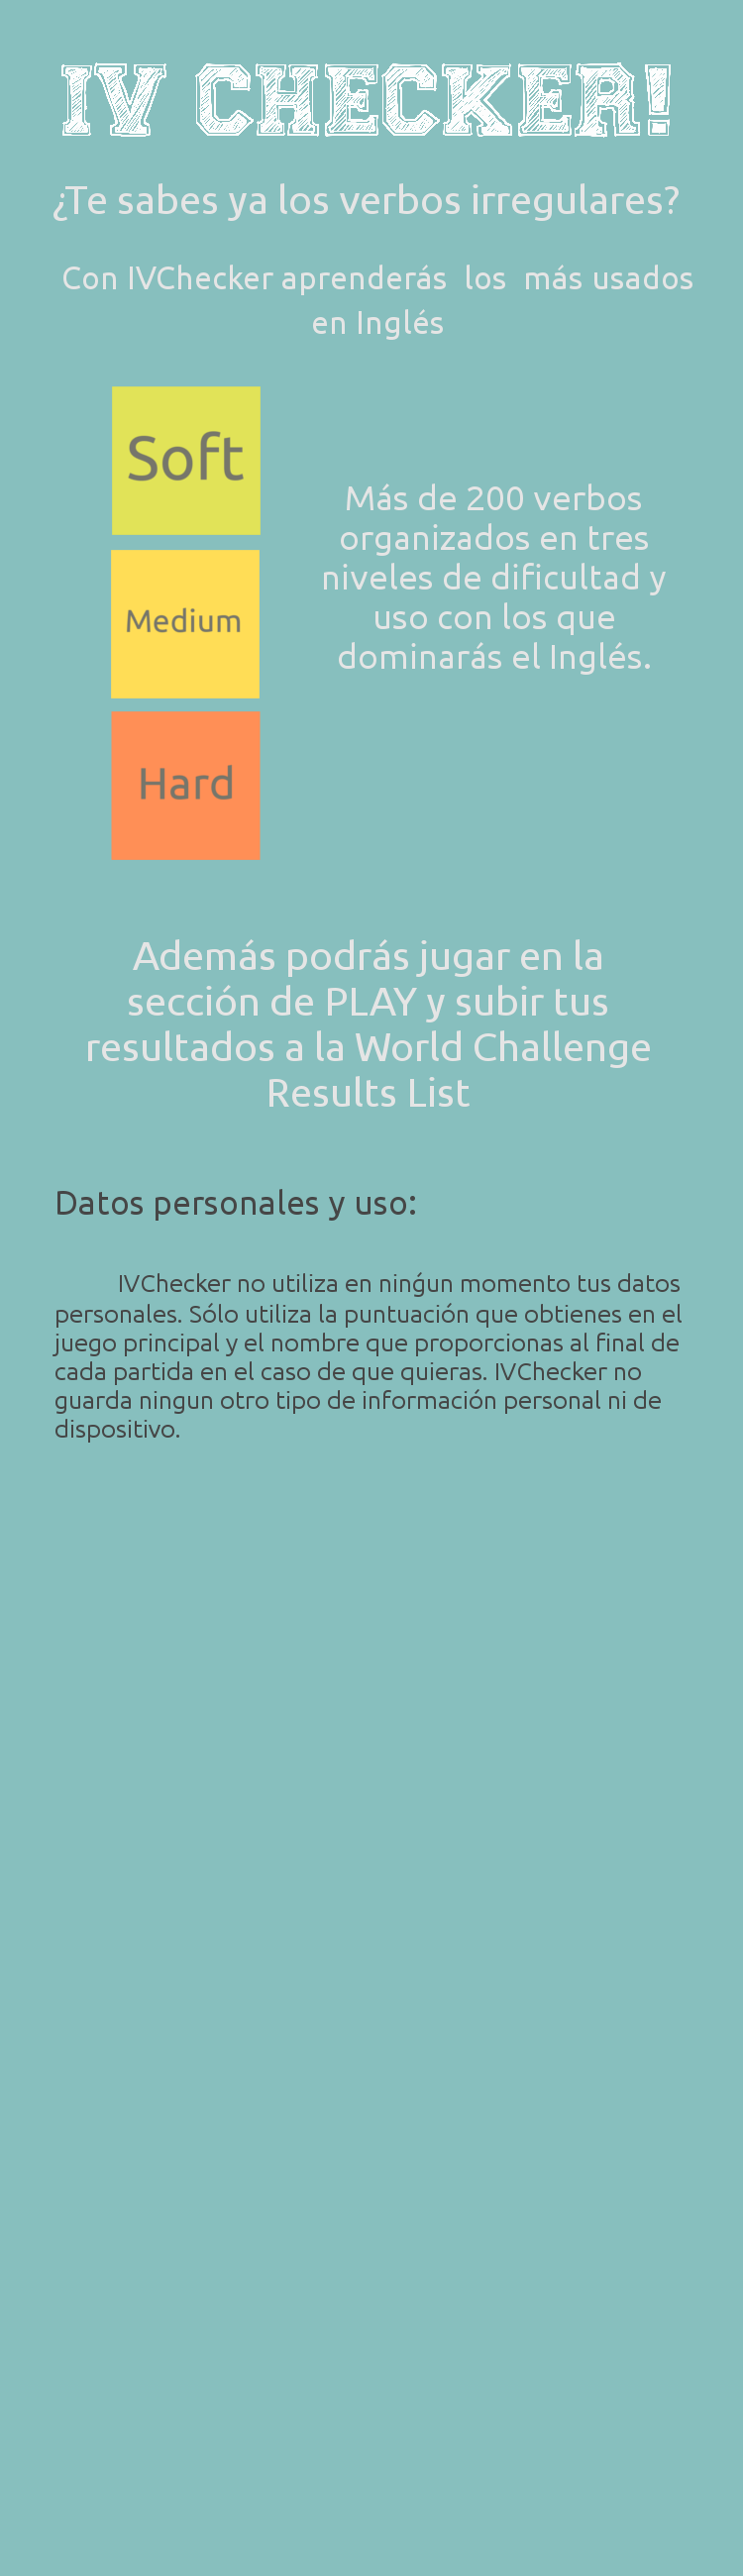 IV CHECKER!
¿Te sabes ya los verbos irregulares?
Con IVChecker aprenderás los más usados
en Inglés
Soft
Medium
Hard
Más de 200 verbos
organizados en tres
niveles de dificultad y
uso con los que
dominarás el Inglés.
Además podrás jugar en la
sección de PLAY y subir tus
resultados a la World Challenge
Results List
Datos personales y uso:
IVChecker no utiliza en ninǵun momento tus datos
personales. Sólo utiliza la puntuación que obtienes en el
juego principal y el nombre que proporcionas al final de
cada partida en el caso de que quieras. IVChecker no
guarda ningun otro tipo de información personal ni de
dispositivo.